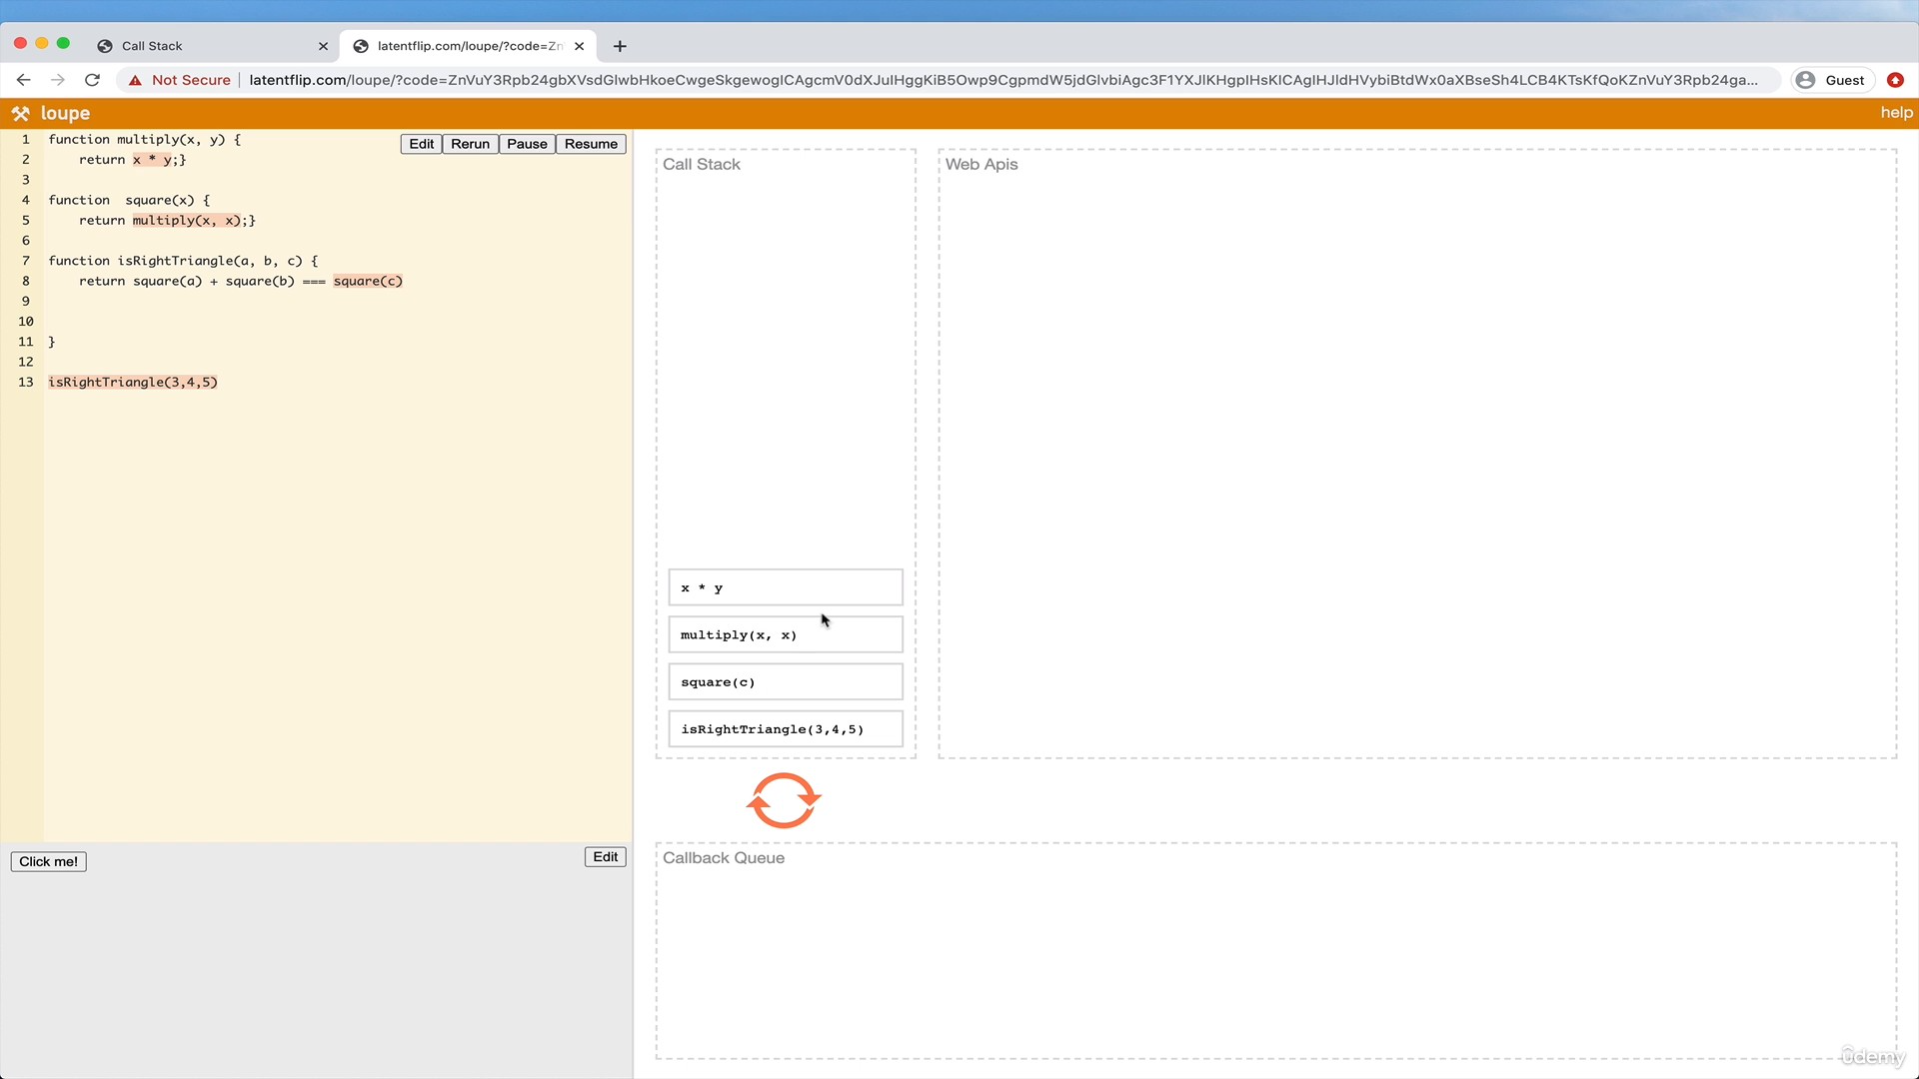 Call Stack
latentflip.com/loupe/?code=Zn
Not Secure
latentflip.com/loupe/?code=ZnVuY3Rpb24gbXVsdGlwbHkoeCwgeSkgewogICAgcmV0dXJuIHggKiB5Owp9CgpmdW5jdGlvbiAgc3F1YXJlKHgpIHsKICAgIHJldHVybiBtdWx0aXBseSh4LCB4KTsKfQoKZnVuY3Rpb24ga...
Guest
loupe
help
1 function multiply(x, y) {
2 return x * y;}
3
4 function  square(x) {
5 return multiply(x, x);}
6
7 function isRightTriangle(a, b, c) {
8 return square(a) + square(b) === square(c)
9
10
11 }
12
13 isRightTriangle(3,4,5)
Edit Rerun Pause Resume
Call Stack
x * y
multiply(x, x)
square(c)
isRightTriangle(3,4,5)
Web Apis
Click me!
Edit
Callback Queue
ûdemy